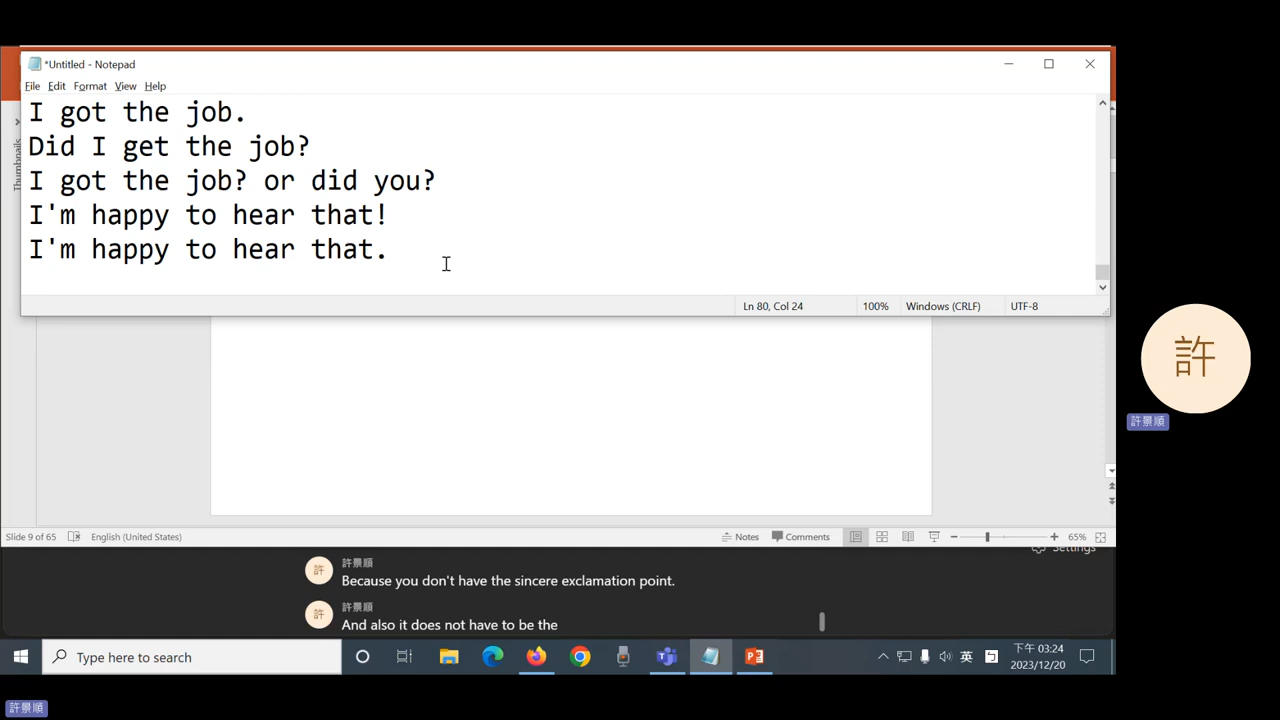 *Untitled - Notepad
File Edit Format View Help
I got the job.
Did I get the job?
I got the job? or did you?
I'm happy to hear that!
I'm happy to hear that.
Ln 80, Col 24
100%
Windows (CRLF)
UTF-8
Thumbnails
許
許景順
Slide 9 of 65
English (United States)
Notes
Comments
65%
Settings
許 許景順
Because you don't have the sincere exclamation point.
許 許景順
And also it does not have to be the
Type here to search
英
下午 03:24
2023/12/20
許景順